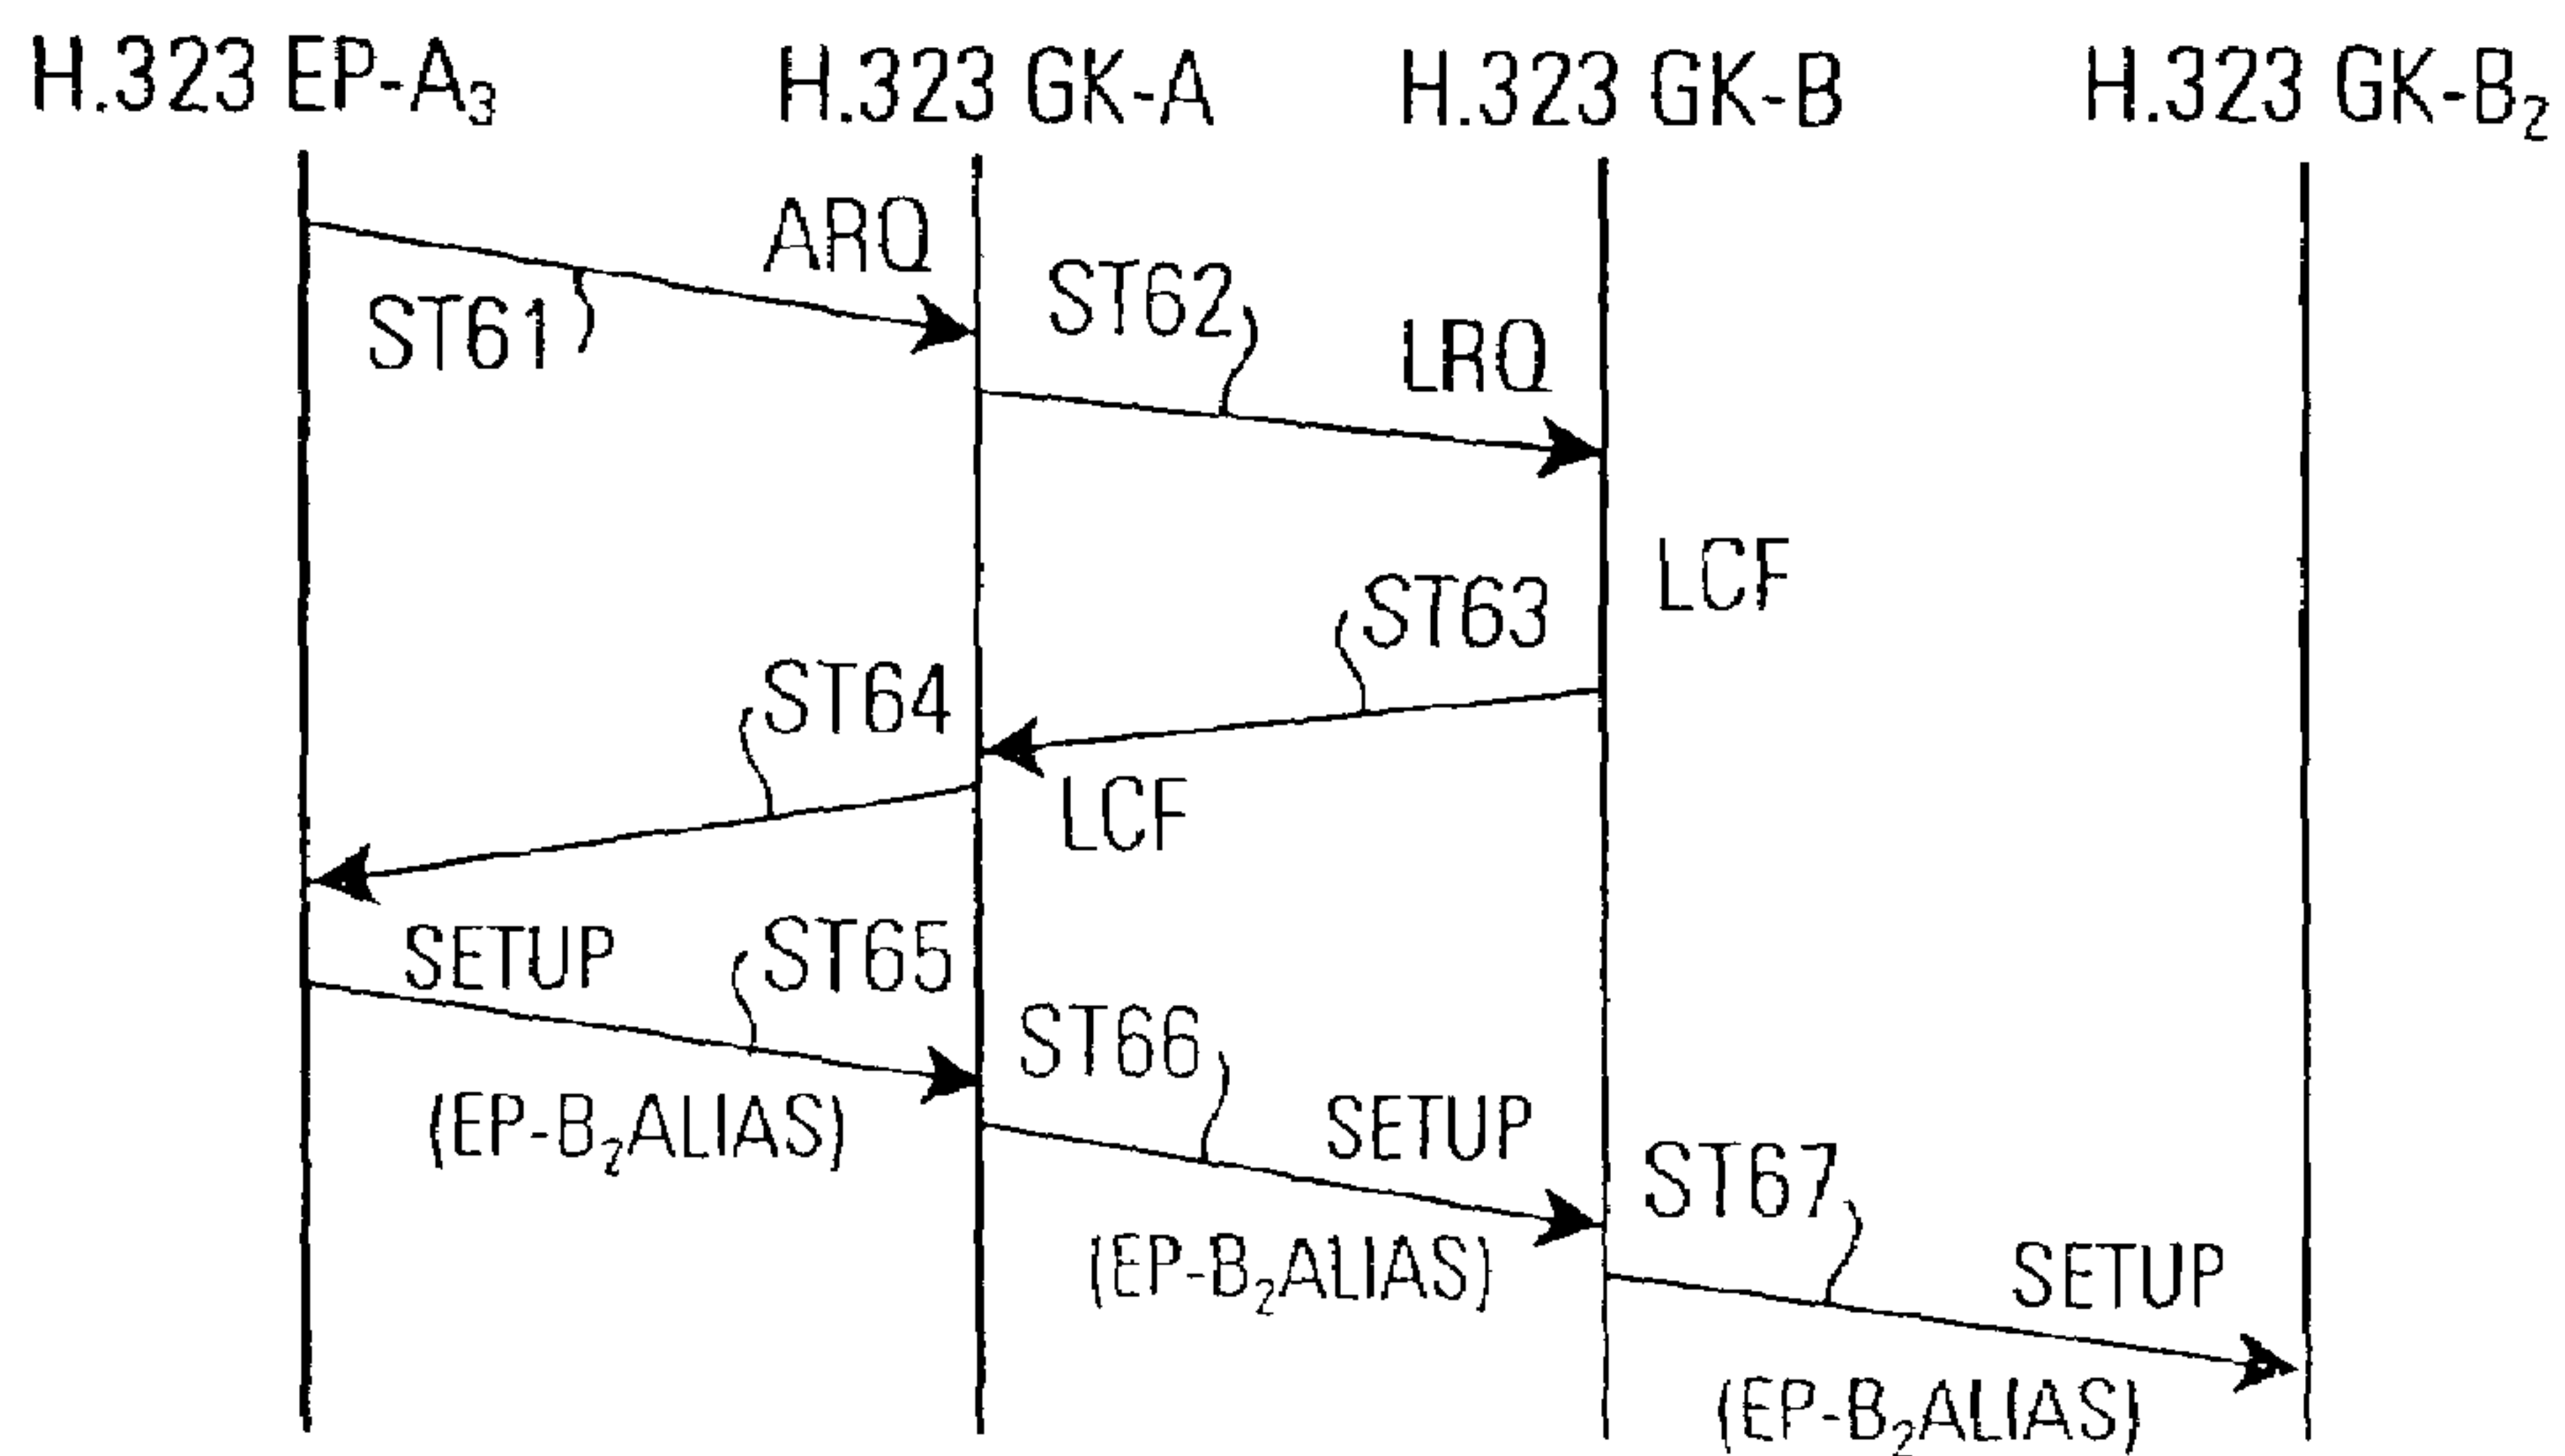 H.323 EP-A₃
H.323 GK-A
H.323 GK-B
H.323 GK-B₂
ARQ
ST61
ST62
LRQ
LCF
ST63
ST64
LCF
SETUP
ST65
(EP-B₂ALIAS)
ST66
SETUP
(EP-B₂ALIAS)
ST67
SETUP
(EP-B₂ALIAS)